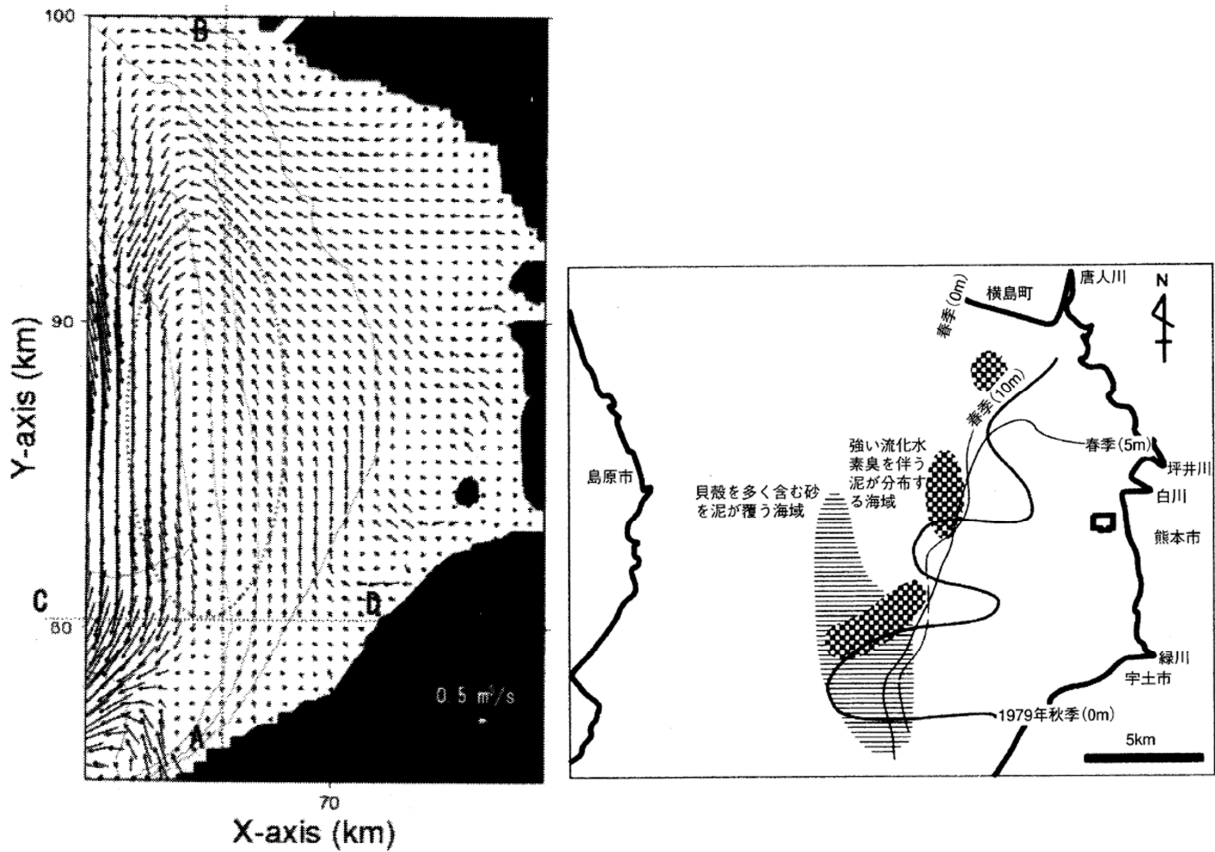 100
B
90
Y-axis (km)
C
D
80
0.5 m²/s
A
70
X-axis (km)
唐人川
横島町
N
春季(0m)
春季(10m)
春季(5m)
強い流化水
素臭を伴う
泥が分布す
る海域
島原市
貝殻を多く含む砂
を泥が覆う海域
坪井川
白川
熊本市
緑川
宇土市
1979年秋季(0m)
5km